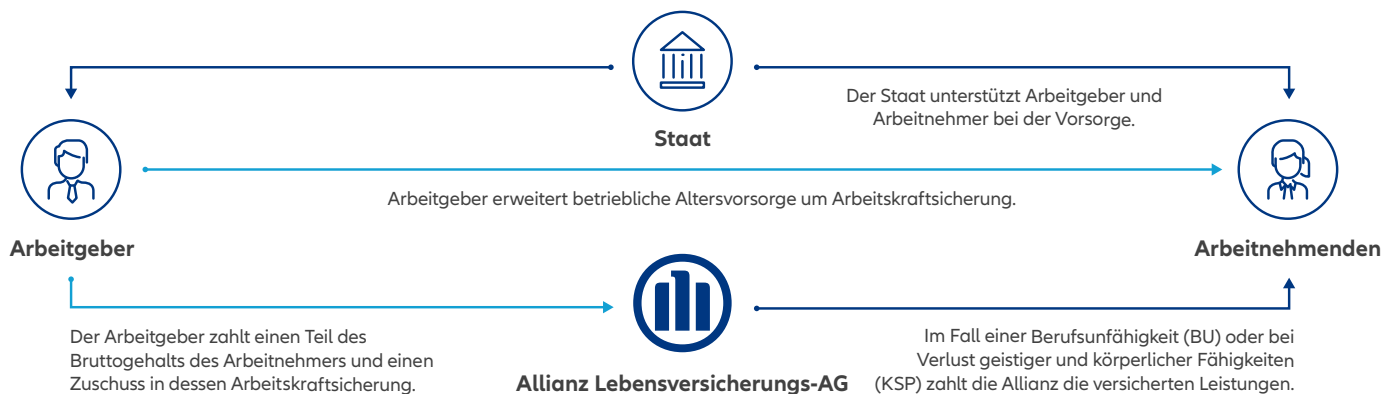 Der Staat unterstützt Arbeitgeber und
Arbeitnehmer bei der Vorsorge.
Staat
Arbeitgeber erweitert betriebliche Altersvorsorge um Arbeitskraftsicherung.
Arbeitgeber
Arbeitnehmenden
Der Arbeitgeber zahlt einen Teil des
Bruttogehalts des Arbeitnehmers und einen
Zuschuss in dessen Arbeitskraftsicherung.
Allianz Lebensversicherungs-AG
Im Fall einer Berufsunfähigkeit (BU) oder bei
Verlust geistiger und körperlicher Fähigkeiten
(KSP) zahlt die Allianz die versicherten Leistungen.